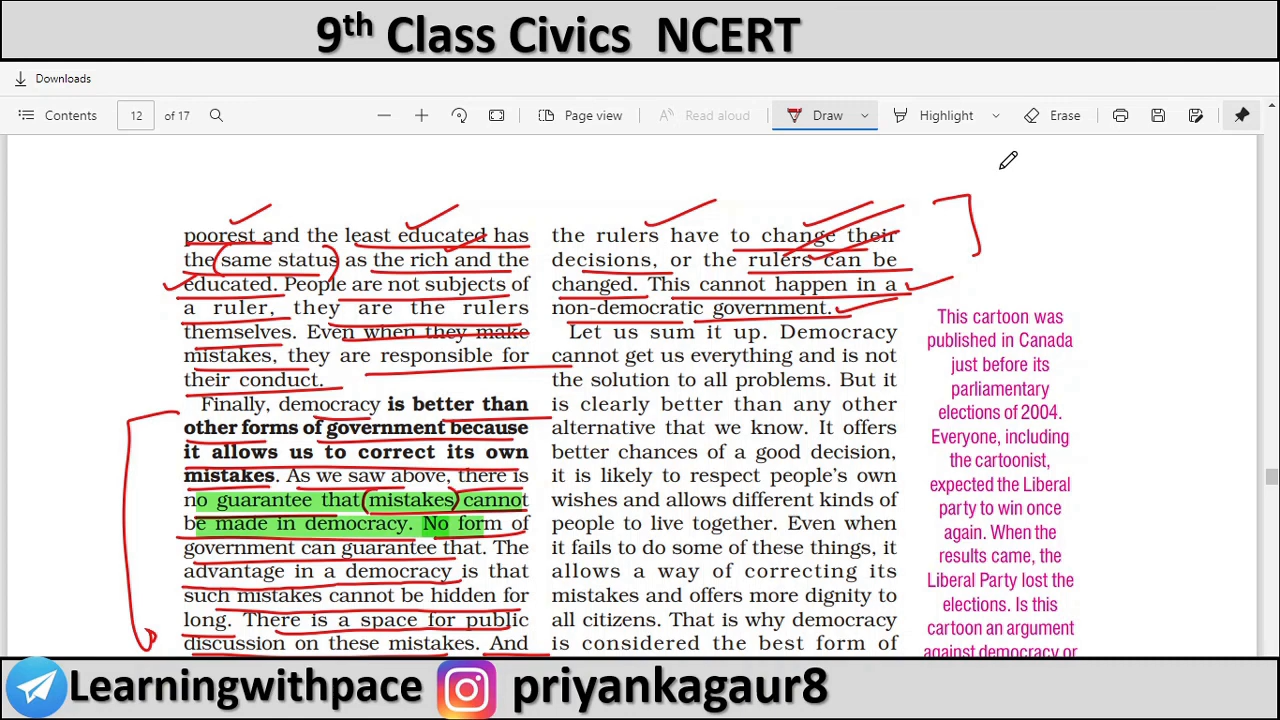 9th Class Civics NCERT
Downloads
Contents 12 of 17 Page view Read aloud Draw Highlight Erase
poorest and the least educated has
the same status as the rich and the
educated. People are not subjects of
a ruler, they are the rulers
themselves. Even when they make
mistakes, they are responsible for
their conduct.
Finally, democracy is better than
other forms of government because
it allows us to correct its own
mistakes. As we saw above, there is
no guarantee that mistakes cannot
be made in democracy. No form of
government can guarantee that. The
advantage in a democracy is that
such mistakes cannot be hidden for
long. There is a space for public
discussion on these mistakes. And
the rulers have to change their
decisions, or the rulers can be
changed. This cannot happen in a
non-democratic government.
Let us sum it up. Democracy
cannot get us everything and is not
the solution to all problems. But it
is clearly better than any other
alternative that we know. It offers
better chances of a good decision,
it is likely to respect people's own
wishes and allows different kinds of
people to live together. Even when
it fails to do some of these things, it
allows a way of correcting its
mistakes and offers more dignity to
all citizens. That is why democracy
is considered the best form of
This cartoon was
published in Canada
just before its
parliamentary
elections of 2004.
Everyone, including
the cartoonist,
expected the Liberal
party to win once
again. When the
results came, the
Liberal Party lost the
elections. Is this
cartoon an argument
against democracy or
Learningwithpace priyankagaur8